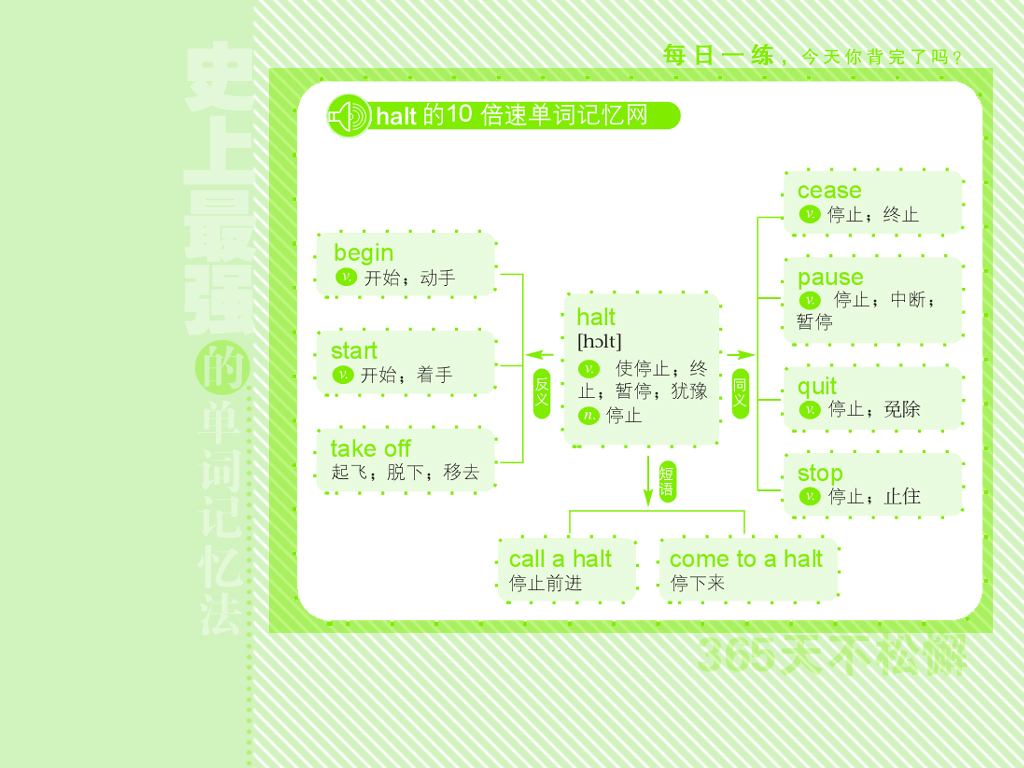 史上最强的单词记忆法
每日一练，今天你背完了吗？
halt 的10 倍速单词记忆网
begin
v. 开始；动手
start
v. 开始；着手
take off
起飞；脱下；移去
反义
halt
[hɔlt]
v. 使停止；终
止；暂停；犹豫
n. 停止
同义
cease
v. 停止；终止
pause
v. 停止；中断；
暂停
quit
v. 停止；免除
stop
v. 停止；止住
短语
call a halt
停止前进
come to a halt
停下来
365天不松懈